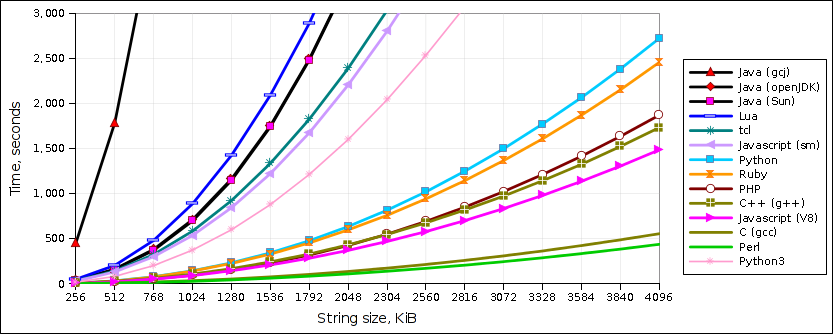 3,000
2,500
2,000
1,500
1,000
500
0
Time, seconds
256 512 768 1024 1280 1536 1792 2048 2304 2560 2816 3072 3328 3584 3840 4096
String size, KiB
Java (gcj)
Java (openJDK)
Java (Sun)
Lua
tcl
Javascript (sm)
Python
Ruby
PHP
C++ (g++)
Javascript (V8)
C (gcc)
Perl
Python3